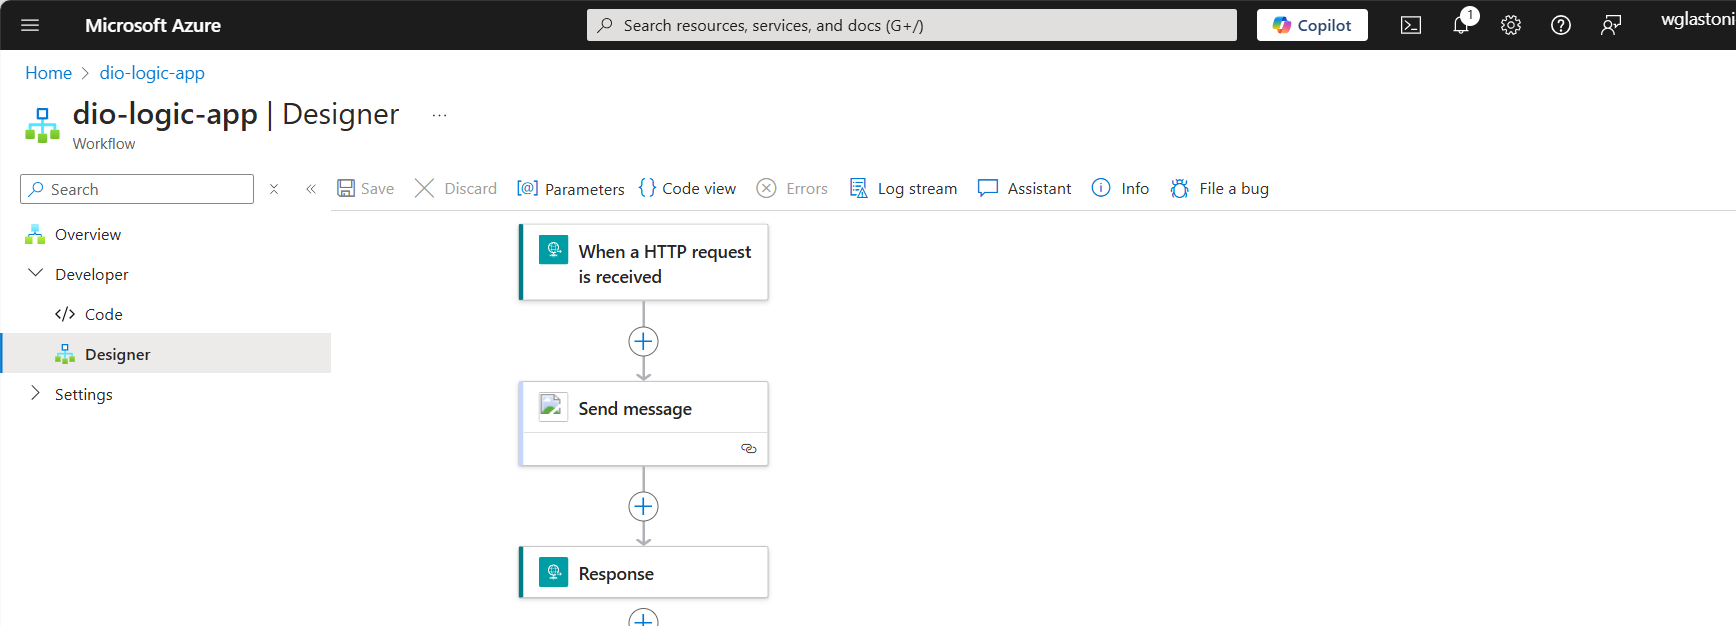 Microsoft Azure
Search resources, services, and docs (G+/)
Copilot
1
wglastoni
Home > dio-logic-app
dio-logic-app | Designer ...
Workflow
Search
Save
Discard
Parameters
Code view
Errors
Log stream
Assistant
Info
File a bug
Overview
Developer
Code
Designer
Settings
When a HTTP request
is received
Send message
Response